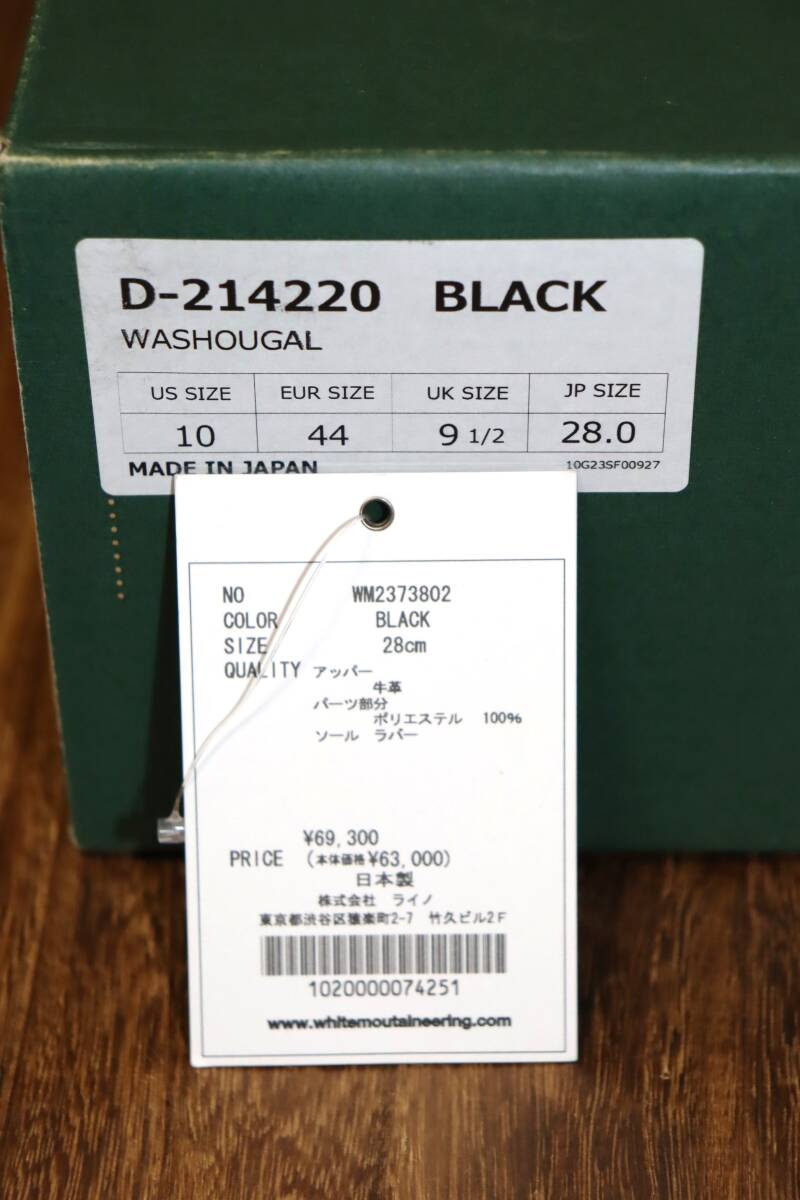 D-214220 BLACK
WASHOUGAL
US SIZE EUR SIZE UK SIZE JP SIZE
10 44 9 1/2 28.0
MADE IN JAPAN 10G23SF00927
NO WM2373802
COLOR BLACK
SIZE 28cm
QUALITY アッパー
牛革
パーツ部分
ポリエステル 100%
ソール ラバー
¥69,300
PRICE (本体価格¥63,000)
日本製
株式会社 ライノ
東京都渋谷区猿楽町2-7 竹久ビル2F
1020000074251
www.whitemoutaineering.com